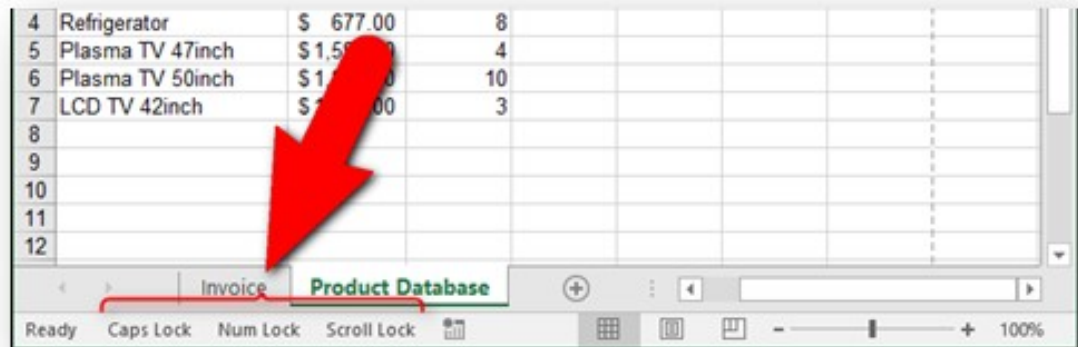 4 Refrigerator $ 677.00 8
5 Plasma TV 47inch $ 4
6 Plasma TV 50inch $ 10
7 LCD TV 42inch $ 3
8
9
10
11
12
Invoice Product Database
Ready Caps Lock Num Lock Scroll Lock 100%